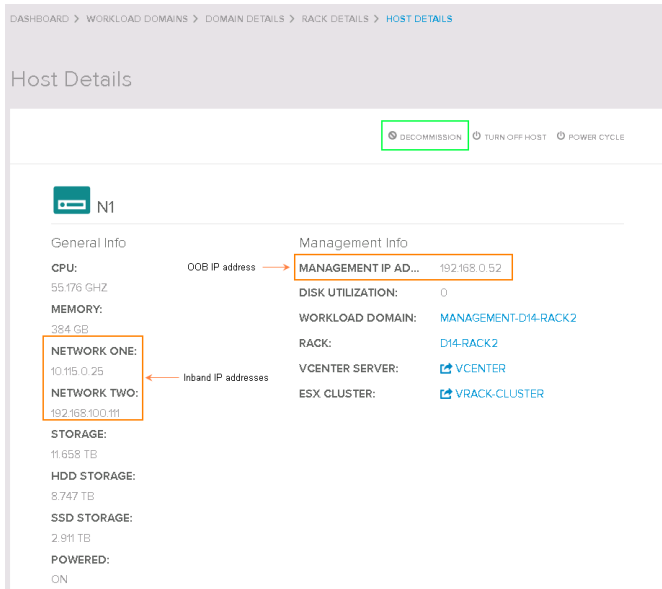 DASHBOARD > WORKLOAD DOMAINS > DOMAIN DETAILS > RACK DETAILS > HOST DETAILS
Host Details
DECOMMISSION TURN OFF HOST POWER CYCLE
N1
General Info
CPU:
55.176 GHZ
MEMORY:
384 GB
NETWORK ONE:
10.115.0.25
NETWORK TWO:
192.168.100.111
STORAGE:
11.658 TB
HDD STORAGE:
8.747 TB
SSD STORAGE:
2.911 TB
POWERED:
ON
OOB IP address
Inband IP addresses
Management Info
MANAGEMENT IP AD... 192.168.0.52
DISK UTILIZATION: 0
WORKLOAD DOMAIN: MANAGEMENT-D14-RACK2
RACK: D14-RACK2
VCENTER SERVER: VCENTER
ESX CLUSTER: VRACK-CLUSTER